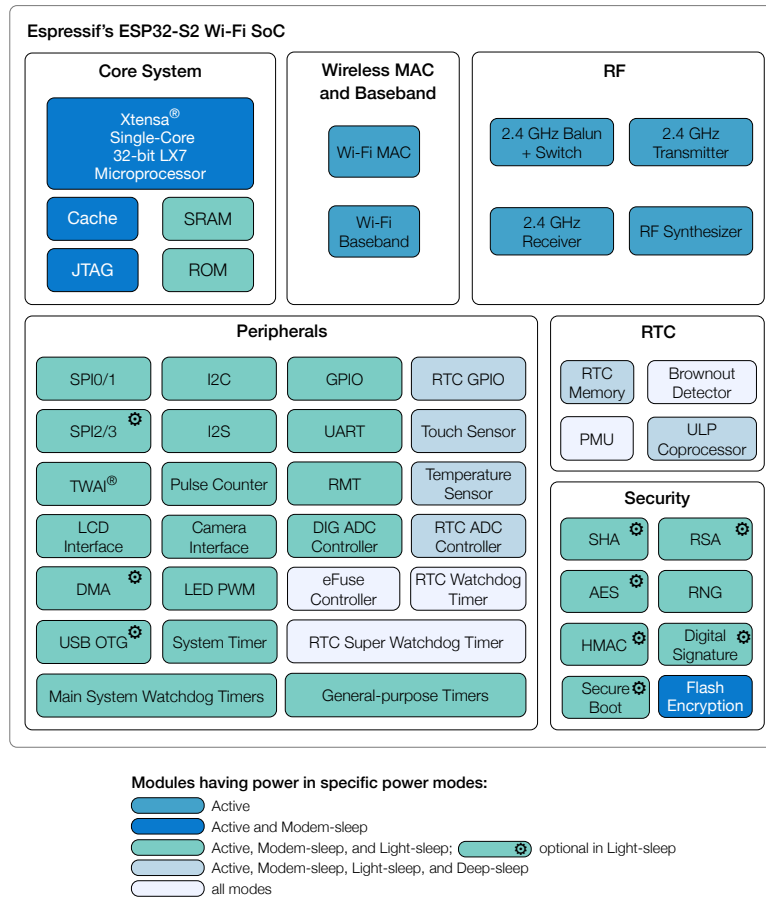 Espressif's ESP32-S2 Wi-Fi SoC
Core System
Xtensa®
Single-Core
32-bit LX7
Microprocessor
Cache
SRAM
JTAG
ROM
Wireless MAC
and Baseband
Wi-Fi MAC
Wi-Fi
Baseband
RF
2.4 GHz Balun
+ Switch
2.4 GHz
Transmitter
2.4 GHz
Receiver
RF Synthesizer
Peripherals
SPI0/1
I2C
GPIO
RTC GPIO
SPI2/3
I2S
UART
Touch Sensor
TWAI®
Pulse Counter
RMT
Temperature
Sensor
LCD
Interface
Camera
Interface
DIG ADC
Controller
RTC ADC
Controller
DMA
LED PWM
eFuse
Controller
RTC Watchdog
Timer
USB OTG
System Timer
RTC Super Watchdog Timer
Main System Watchdog Timers
General-purpose Timers
RTC
RTC
Memory
Brownout
Detector
PMU
ULP
Coprocessor
Security
SHA
RSA
AES
RNG
HMAC
Digital
Signature
Secure
Boot
Flash
Encryption
Modules having power in specific power modes:
Active
Active and Modem-sleep
Active, Modem-sleep, and Light-sleep; optional in Light-sleep
Active, Modem-sleep, Light-sleep, and Deep-sleep
all modes